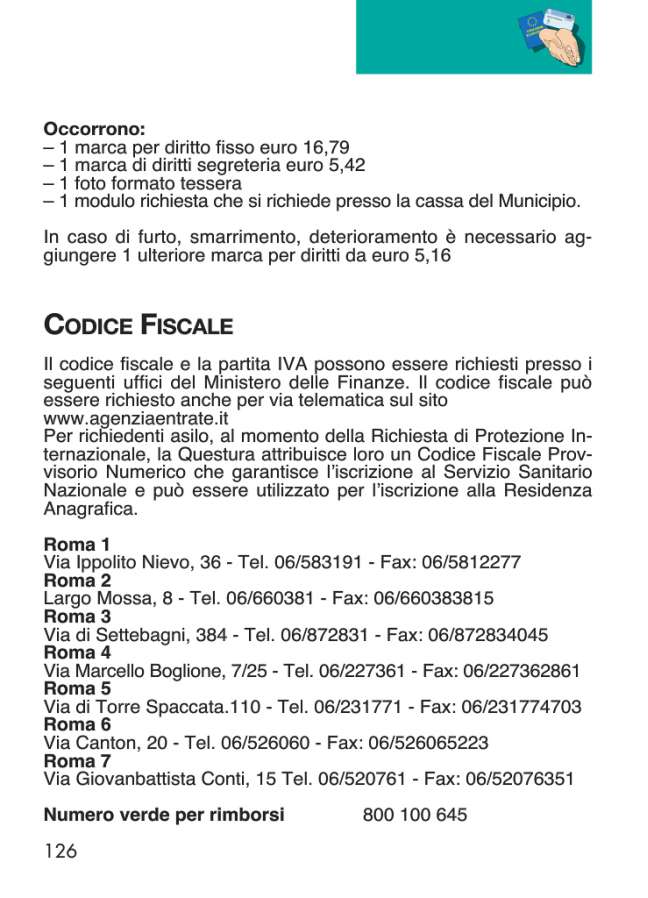 Occorrono:
– 1 marca per diritto fisso euro 16,79
– 1 marca di diritti segreteria euro 5,42
– 1 foto formato tessera
– 1 modulo richiesta che si richiede presso la cassa del Municipio.
In caso di furto, smarrimento, deterioramento è necessario ag-
giungere 1 ulteriore marca per diritti da euro 5,16
CODICE FISCALE
Il codice fiscale e la partita IVA possono essere richiesti presso i
seguenti uffici del Ministero delle Finanze. Il codice fiscale può
essere richiesto anche per via telematica sul sito
www.agenziaentrate.it
Per richiedenti asilo, al momento della Richiesta di Protezione In-
ternazionale, la Questura attribuisce loro un Codice Fiscale Prov-
visorio Numerico che garantisce l’iscrizione al Servizio Sanitario
Nazionale e può essere utilizzato per l’iscrizione alla Residenza
Anagrafica.
Roma 1
Via Ippolito Nievo, 36 - Tel. 06/583191 - Fax: 06/5812277
Roma 2
Largo Mossa, 8 - Tel. 06/660381 - Fax: 06/660383815
Roma 3
Via di Settebagni, 384 - Tel. 06/872831 - Fax: 06/872834045
Roma 4
Via Marcello Boglione, 7/25 - Tel. 06/227361 - Fax: 06/227362861
Roma 5
Via di Torre Spaccata.110 - Tel. 06/231771 - Fax: 06/231774703
Roma 6
Via Canton, 20 - Tel. 06/526060 - Fax: 06/526065223
Roma 7
Via Giovanbattista Conti, 15 Tel. 06/520761 - Fax: 06/52076351
Numero verde per rimborsi 800 100 645
126